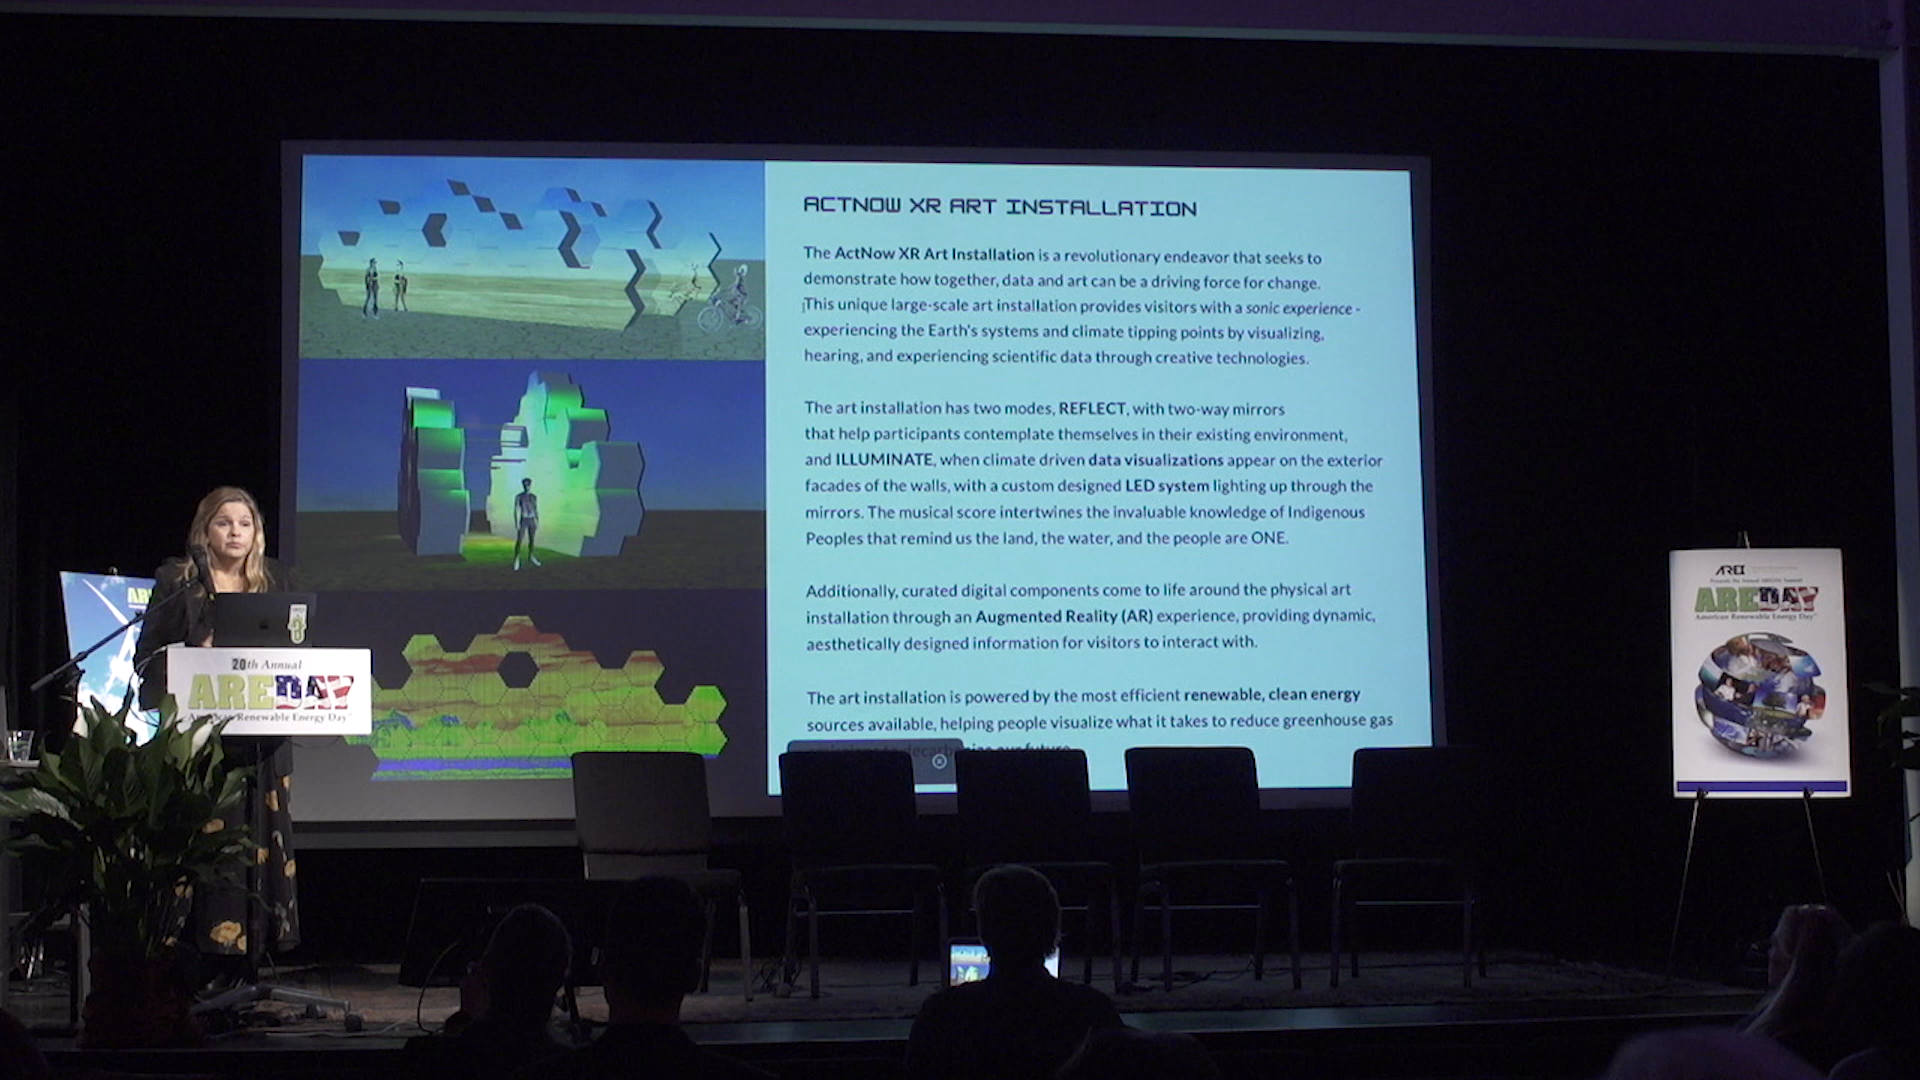 ACTNOW XR ART INSTALLATION
The ActNow XR Art Installation is a revolutionary endeavor that seeks to
demonstrate how together, data and art can be a driving force for change.
This unique large-scale art installation provides visitors with a sonic experience -
experiencing the Earth's systems and climate tipping points by visualizing,
hearing, and experiencing scientific data through creative technologies.
The art installation has two modes, REFLECT, with two-way mirrors
that help participants contemplate themselves in their existing environment,
and ILLUMINATE, when climate driven data visualizations appear on the exterior
facades of the walls, with a custom designed LED system lighting up through the
mirrors. The musical score intertwines the invaluable knowledge of Indigenous
Peoples that remind us the land, the water, and the people are ONE.
Additionally, curated digital components come to life around the physical art
installation through an Augmented Reality (AR) experience, providing dynamic,
aesthetically designed information for visitors to interact with.
The art installation is powered by the most efficient renewable, clean energy
sources available, helping people visualize what it takes to reduce greenhouse gas
our future
20th Annual
AREDAY
American Renewable Energy Day
AREDAY
American Renewable Energy Day